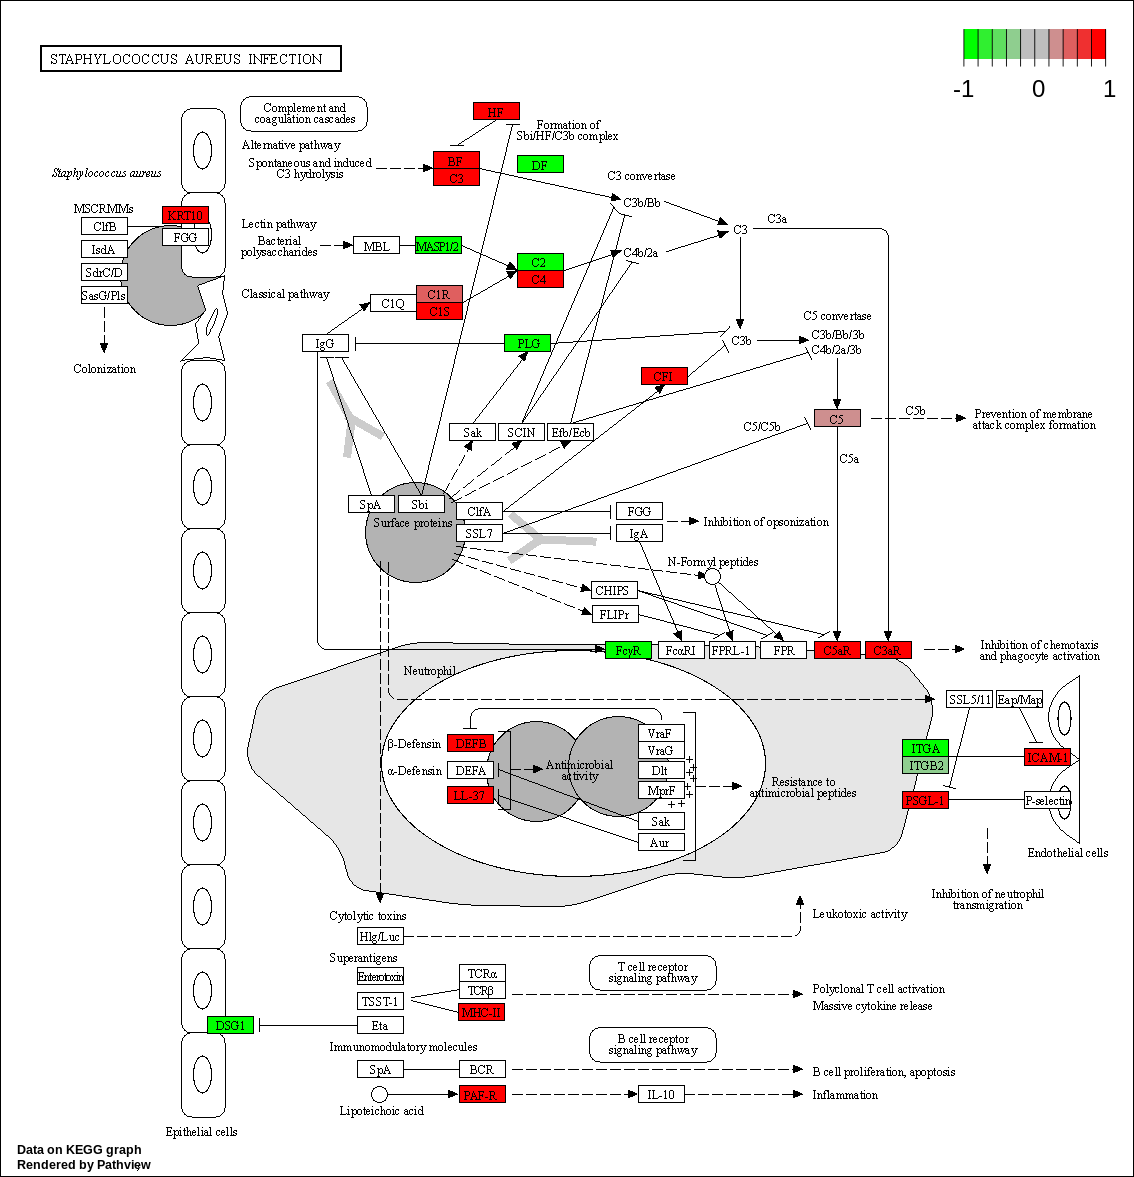 STAPHYLOCOCCUS AUREUS INFECTION
-1 0 1
Complement and
coagulation cascades
HF
Formation of
Sbi/HF/C3b complex
Alternative pathway
Spontaneous and induced
C3 hydrolysis
BF
C3
DF
C3 convertase
C3b/Bb
Staphylococcus aureus
MSCRMMs
KRT10
ClfB
FGG
IsdA
SdrC/D
SasG/Pls
Colonization
Lectin pathway
Bacterial
polysaccharides
MBL
MASP1/2
C2
C4
C4b/2a
C3
C3a
Classical pathway
C1Q
C1R
C1S
C5 convertase
C3b/Bb/3b
C4b/2a/3b
IgG
PLG
C3b
CFI
C5/C5b
C5
C5b
Prevention of membrane
attack complex formation
C5a
Sak
SCIN
Efb/Ecb
SpA
Sbi
Surface proteins
ClfA
SSL7
FGG
IgA
Inhibition of opsonization
N-Formyl peptides
CHIPS
FLIPr
FcγR
FcαRI
FPRL-1
FPR
C5aR
C3aR
Inhibition of chemotaxis
and phagocyte activation
Neutrophil
SSL5/11
Eap/Map
β-Defensin
DEFB
α-Defensin
DEFA
LL-37
Antimicrobial
activity
VraF
VraG
Dlt
MprF
Sak
Aur
+
+
+
+
+
+ +
Resistance to
antimicrobial peptides
ITGA
ITGB2
ICAM-1
PSGL-1
P-selectin
Endothelial cells
Inhibition of neutrophil
transmigration
Cytolytic toxins
Hlg/Luc
Leukotoxic activity
Superantigens
Enterotoxin
TSST-1
Eta
DSG1
TCRα
TCRβ
MHC-II
T cell receptor
signaling pathway
Polyclonal T cell activation
Massive cytokine release
Immunomodulatory molecules
SpA
BCR
B cell receptor
signaling pathway
B cell proliferation, apoptosis
Lipoteichoic acid
PAF-R
IL-10
Inflammation
Epithelial cells
Data on KEGG graph
Rendered by Pathview